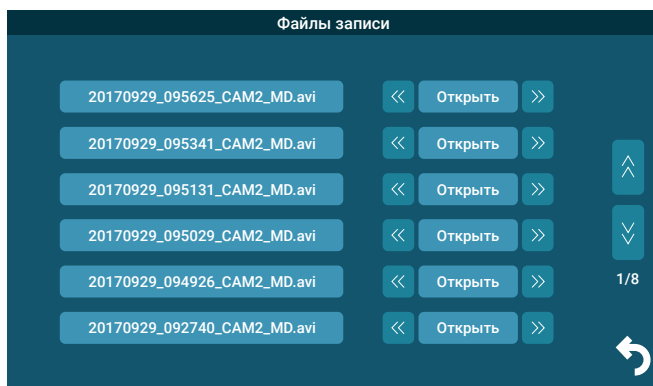 Файлы записи
20170929_095625_CAM2_MD.avi Открыть
20170929_095341_CAM2_MD.avi Открыть
20170929_095131_CAM2_MD.avi Открыть
20170929_095029_CAM2_MD.avi Открыть
20170929_094926_CAM2_MD.avi Открыть
1/8
20170929_092740_CAM2_MD.avi Открыть